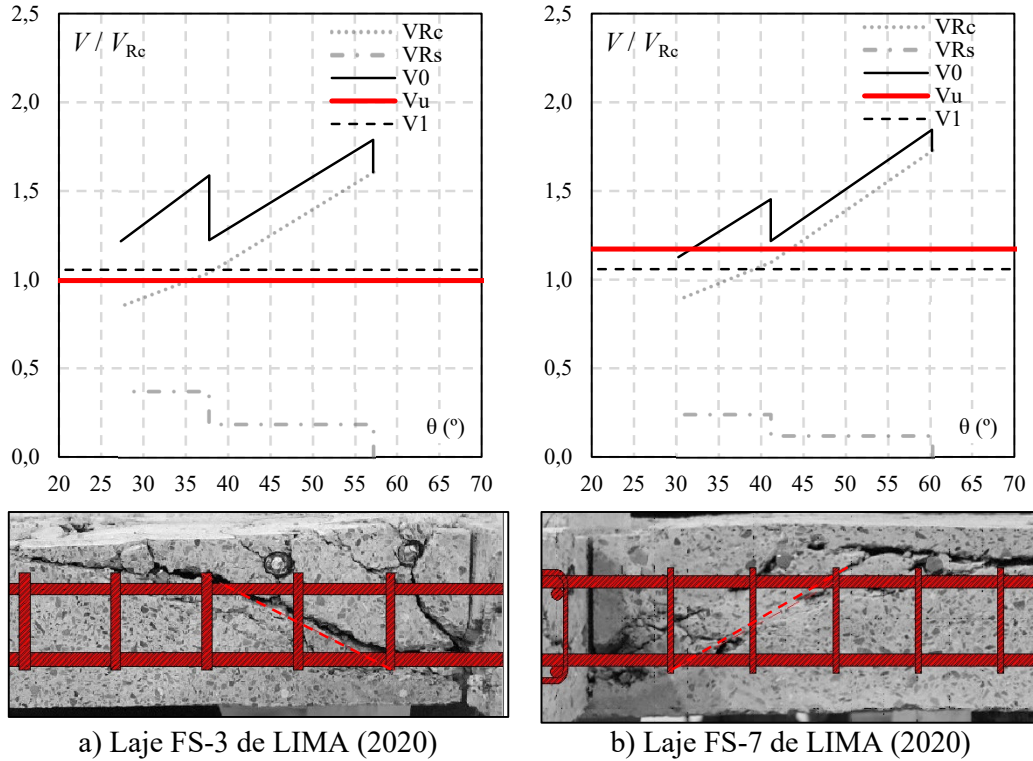 2,5
V / VRc
VRc
VRs
V0
Vu
V1
2,0
1,5
1,0
0,5
0,0
θ (º)
20 25 30 35 40 45 50 55 60 65 70
2,5
V / VRc
VRc
VRs
V0
Vu
V1
2,0
1,5
1,0
0,5
0,0
θ (º)
20 25 30 35 40 45 50 55 60 65 70
a) Laje FS-3 de LIMA (2020)
b) Laje FS-7 de LIMA (2020)